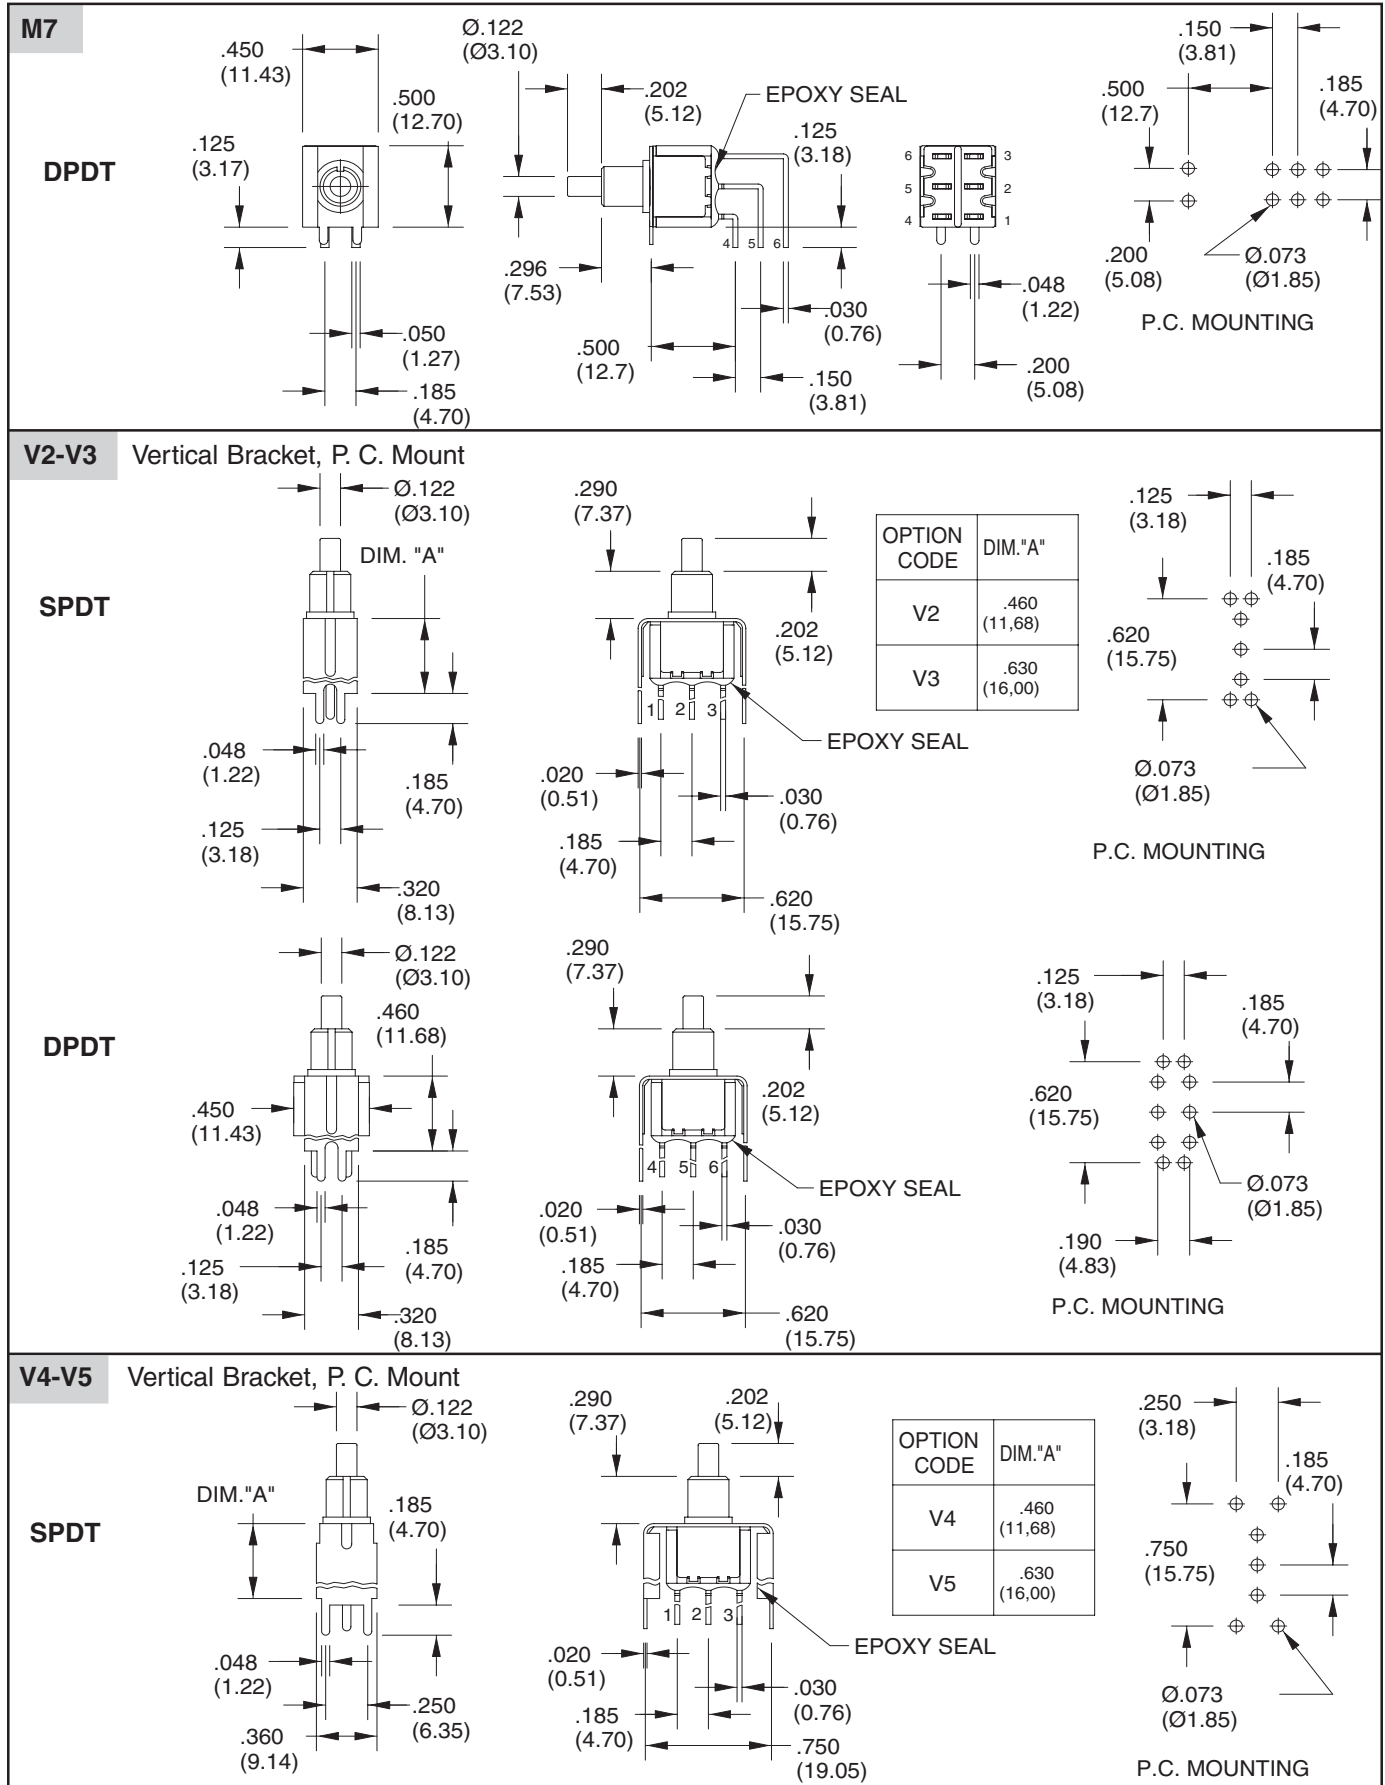 M7
DPDT
.450
(11.43)
.500
(12.70)
.125
(3.17)
.050
(1.27)
.185
(4.70)
Ø.122
(Ø3.10)
.202
(5.12)
EPOXY SEAL
.125
(3.18)
4 5 6
.296
(7.53)
.030
(0.76)
.500
(12.7)
.150
(3.81)
6 3
5 2
4 1
.048
(1.22)
.200
(5.08)
.150
(3.81)
.500
(12.7)
.185
(4.70)
.200
(5.08)
Ø.073
(Ø1.85)
P.C. MOUNTING
V2-V3 Vertical Bracket, P. C. Mount
SPDT
Ø.122
(Ø3.10)
DIM. "A"
.048
(1.22)
.185
(4.70)
.125
(3.18)
.320
(8.13)
.290
(7.37)
.202
(5.12)
1 2 3
EPOXY SEAL
.020
(0.51)
.030
(0.76)
.185
(4.70)
.620
(15.75)
OPTION CODE DIM."A"
V2 .460 (11,68)
V3 .630 (16,00)
.125
(3.18)
.185
(4.70)
.620
(15.75)
Ø.073
(Ø1.85)
P.C. MOUNTING
DPDT
Ø.122
(Ø3.10)
.460
(11.68)
.450
(11.43)
.048
(1.22)
.185
(4.70)
.125
(3.18)
.320
(8.13)
.290
(7.37)
.202
(5.12)
4 5 6
EPOXY SEAL
.020
(0.51)
.030
(0.76)
.185
(4.70)
.620
(15.75)
.125
(3.18)
.185
(4.70)
.620
(15.75)
Ø.073
(Ø1.85)
.190
(4.83)
P.C. MOUNTING
V4-V5 Vertical Bracket, P. C. Mount
SPDT
Ø.122
(Ø3.10)
DIM."A"
.185
(4.70)
.048
(1.22)
.250
(6.35)
.360
(9.14)
.290
(7.37)
.202
(5.12)
1 2 3
EPOXY SEAL
.020
(0.51)
.030
(0.76)
.185
(4.70)
.750
(19.05)
OPTION CODE DIM."A"
V4 .460 (11,68)
V5 .630 (16,00)
.250
(3.18)
.185
(4.70)
.750
(15.75)
Ø.073
(Ø1.85)
P.C. MOUNTING